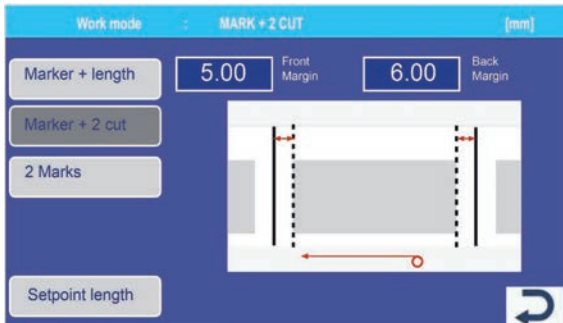 Work mode : MARK + 2 CUT [mm]
Marker + length
5.00
Front
Margin
6.00
Back
Margin
Marker + 2 cut
2 Marks
Setpoint length